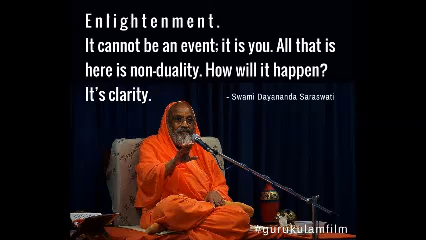 Enlightenment.
It cannot be an event; it is you. All that is
here is non-duality. How will it happen?
It's clarity.
- Swami Dayananda Saraswati
#gurukulamfilm